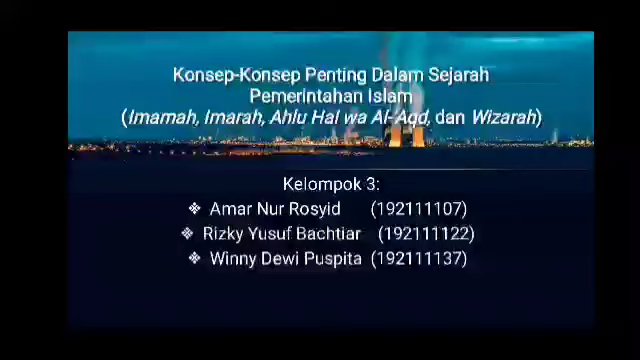 Konsep-Konsep Penting Dalam Sejarah
Pemerintahan Islam
(Imamah, Imarah, Ahlu Hal wa Al-'Aqd, dan Wizarah)
Kelompok 3:
❖ Amar Nur Rosyid (192111107)
❖ Rizky Yusuf Bachtiar (192111122)
❖ Winny Dewi Puspita (192111137)